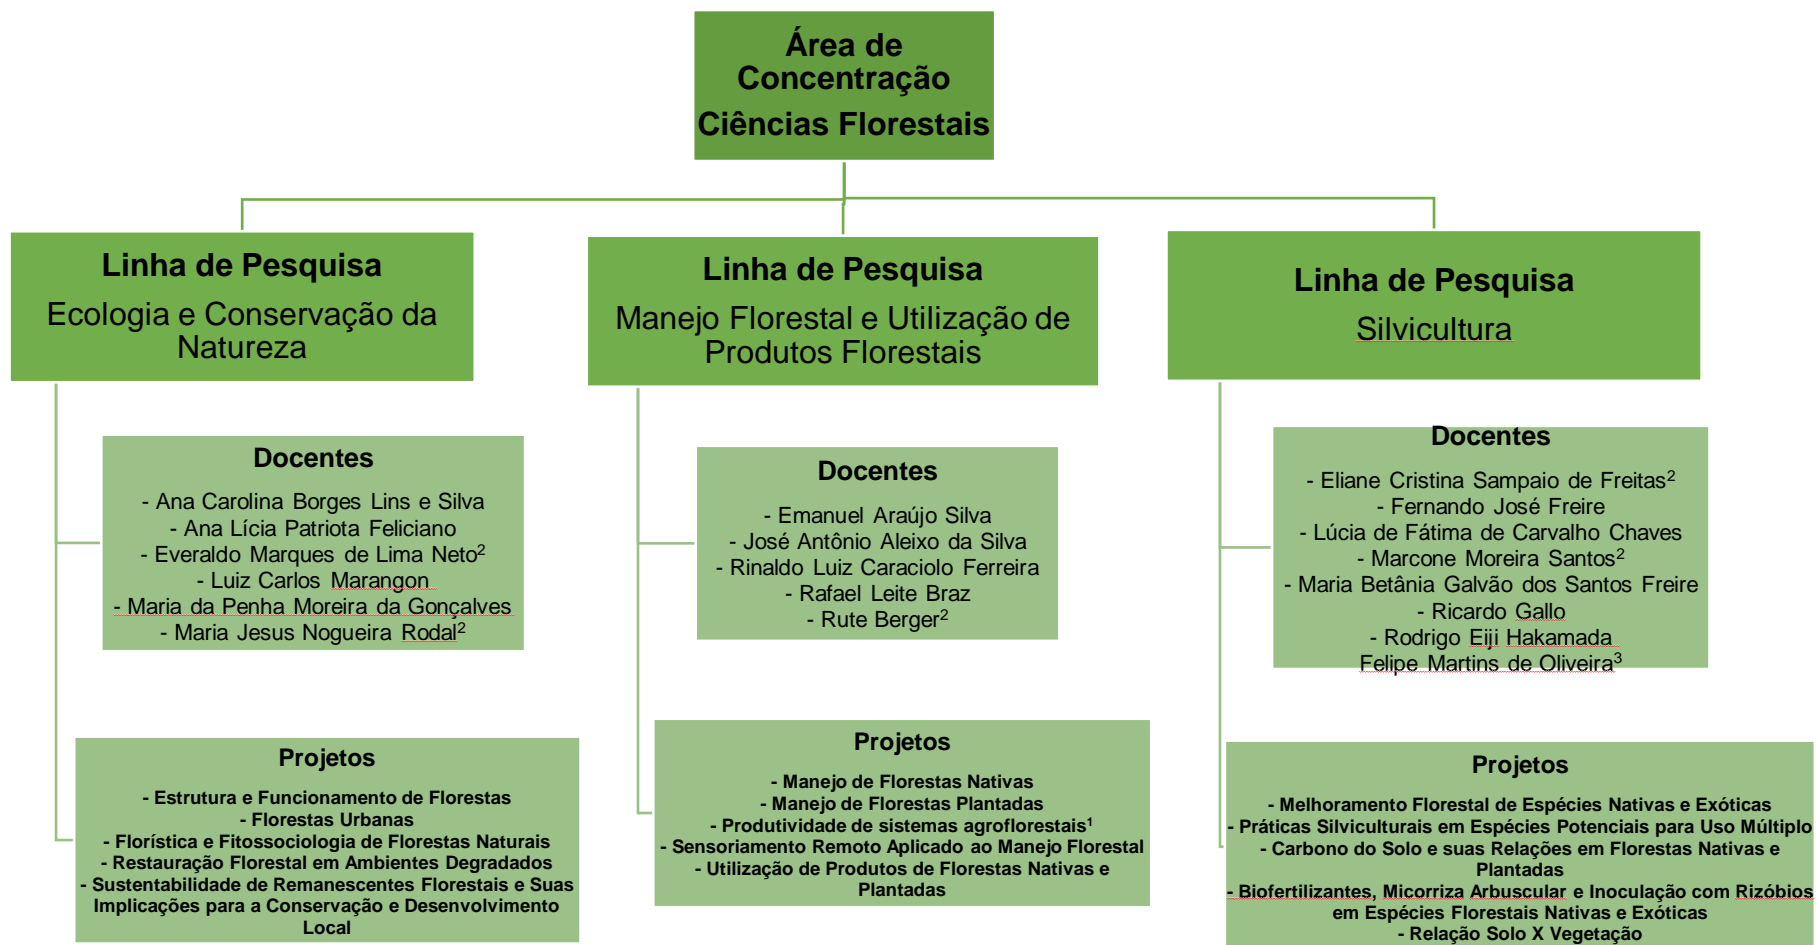 Área de
Concentração
Ciências Florestais
Linha de Pesquisa
Ecologia e Conservação da
Natureza
Docentes
- Ana Carolina Borges Lins e Silva
- Ana Lícia Patriota Feliciano
- Everaldo Marques de Lima Neto²
- Luiz Carlos Marangon
- Maria da Penha Moreira da Gonçalves
- Maria Jesus Nogueira Rodal²
Projetos
- Estrutura e Funcionamento de Florestas
- Florestas Urbanas
- Florística e Fitossociologia de Florestas Naturais
- Restauração Florestal em Ambientes Degradados
- Sustentabilidade de Remanescentes Florestais e Suas
Implicações para a Conservação e Desenvolvimento
Local
Linha de Pesquisa
Manejo Florestal e Utilização de
Produtos Florestais
Docentes
- Emanuel Araújo Silva
- José Antônio Aleixo da Silva
- Rinaldo Luiz Caraciolo Ferreira
- Rafael Leite Braz
- Rute Berger²
Projetos
- Manejo de Florestas Nativas
- Manejo de Florestas Plantadas
- Produtividade de sistemas agroflorestais¹
- Sensoriamento Remoto Aplicado ao Manejo Florestal
- Utilização de Produtos de Florestas Nativas e
Plantadas
Linha de Pesquisa
Silvicultura
Docentes
- Eliane Cristina Sampaio de Freitas²
- Fernando José Freire
- Lúcia de Fátima de Carvalho Chaves
- Marcone Moreira Santos²
- Maria Betânia Galvão dos Santos Freire
- Ricardo Gallo
- Rodrigo Eiji Hakamada
Felipe Martins de Oliveira³
Projetos
- Melhoramento Florestal de Espécies Nativas e Exóticas
- Práticas Silviculturais em Espécies Potenciais para Uso Múltiplo
- Carbono do Solo e suas Relações em Florestas Nativas e
Plantadas
- Biofertilizantes, Micorriza Arbuscular e Inoculação com Rizóbios
em Espécies Florestais Nativas e Exóticas
- Relação Solo X Vegetação